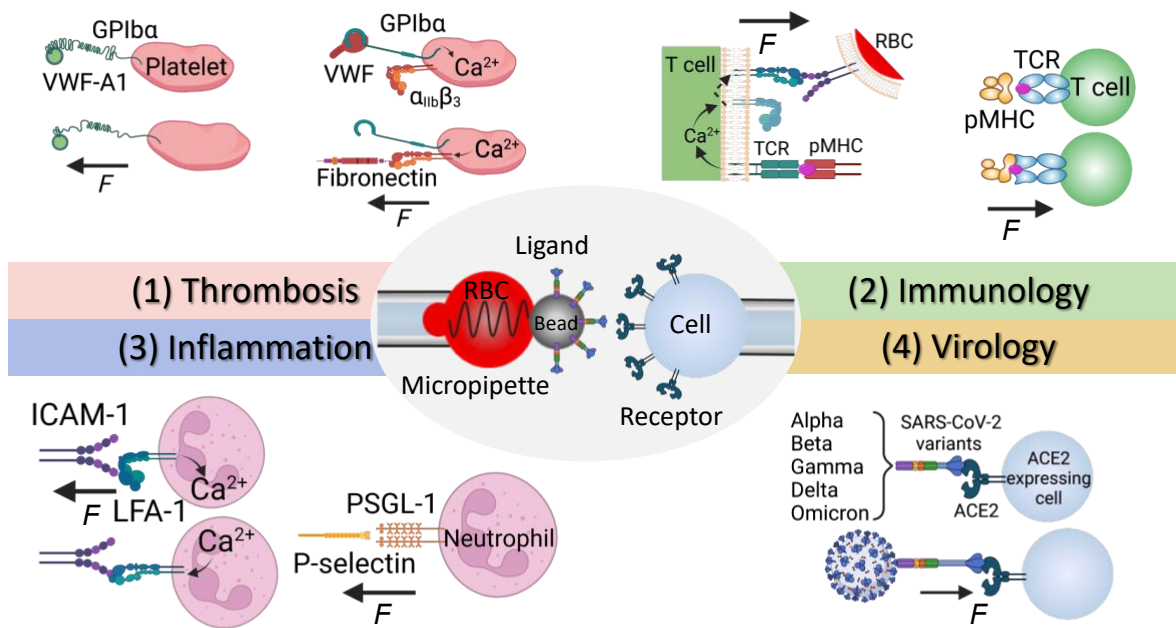 GPIbα
VWF-A1
Platelet
F
GPIbα
VWF
Ca²⁺
αIIbβ3
Ca²⁺
Fibronectin
F
F
RBC
T cell
Ca²⁺
TCR
pMHC
TCR
T cell
pMHC
F
(1) Thrombosis
(2) Immunology
(3) Inflammation
(4) Virology
Ligand
RBC
Bead
Cell
Micropipette
Receptor
ICAM-1
Ca²⁺
F
LFA-1
Ca²⁺
PSGL-1
Neutrophil
P-selectin
F
Alpha
Beta
Gamma
Delta
Omicron
SARS-CoV-2
variants
ACE2
expressing
cell
ACE2
F